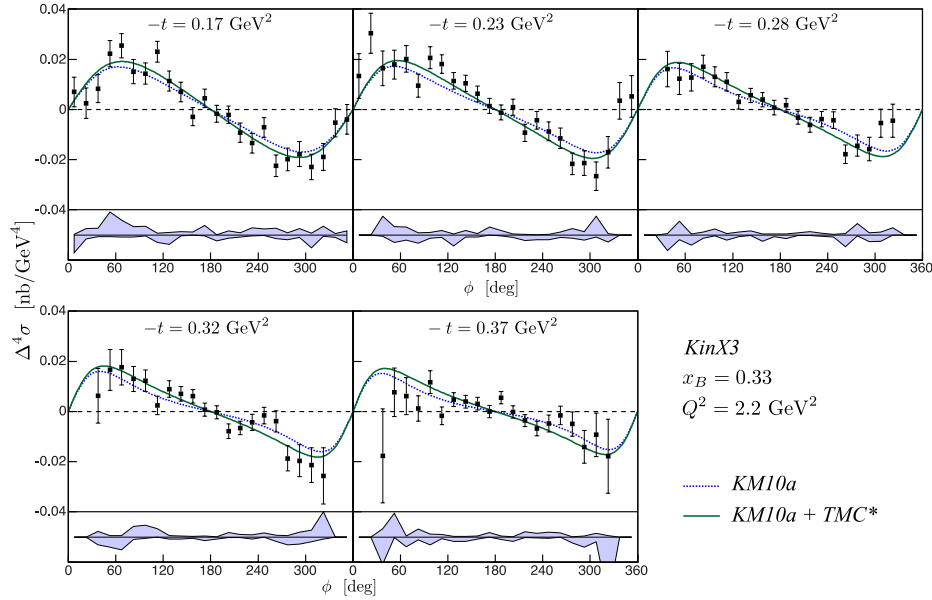 −t = 0.17 GeV²
−t = 0.23 GeV²
−t = 0.28 GeV²
0.04
0.02
0
-0.02
-0.04
0 60 120 180 240 300 0 60 120 180 240 300 0 60 120 180 240 300 360
ϕ [deg]
ϕ [deg]
Δ⁴σ [nb/GeV⁴]
−t = 0.32 GeV²
− t = 0.37 GeV²
0.04
0.02
0
-0.02
-0.04
0 60 120 180 240 300 0 60 120 180 240 300 360
ϕ [deg]
ϕ [deg]
KinX3
x_B = 0.33
Q² = 2.2 GeV²
KM10a
KM10a + TMC*